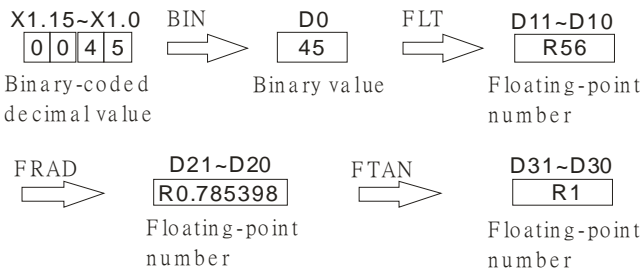 X1.15~X1.0 BIN D0 FLT D11~D10
0 0 4 5 45 R56
Binary-coded Binary value Floating-point
decimal value number
FRAD D21~D20 FTAN D31~D30
R0.785398 R1
Floating-point Floating-point
number number